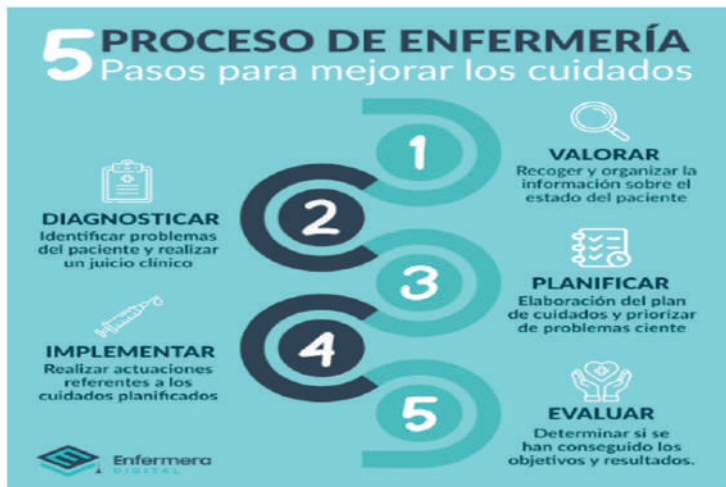 5 PROCESO DE ENFERMERÍA
Pasos para mejorar los cuidados
1
VALORAR
Recoger y organizar la
información sobre el
estado del paciente
2
DIAGNOSTICAR
Identificar problemas
del paciente y realizar
un juicio clínico
3
PLANIFICAR
Elaboración del plan
de cuidados y priorizar
de problemas ciente
4
IMPLEMENTAR
Realizar actuaciones
referentes a los
cuidados planificados
5
EVALUAR
Determinar si se
han conseguido los
objetivos y resultados.
Enfermera
DIGITAL